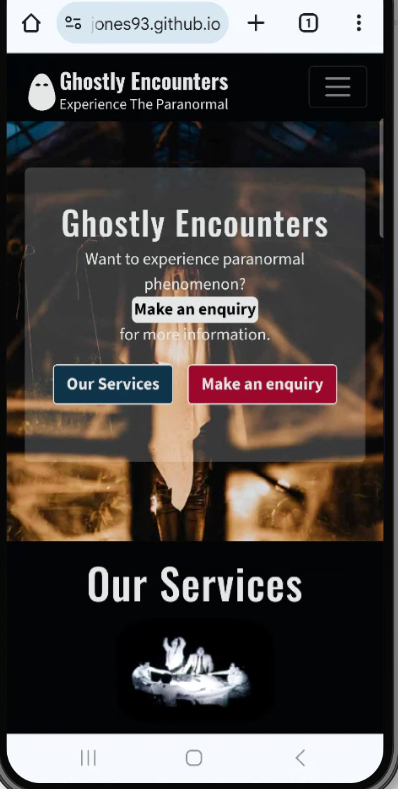 jones93.github.io
1
Ghostly Encounters
Experience The Paranormal
Ghostly Encounters
Want to experience paranormal
phenomenon?
Make an enquiry
for more information.
Our Services
Make an enquiry
Our Services